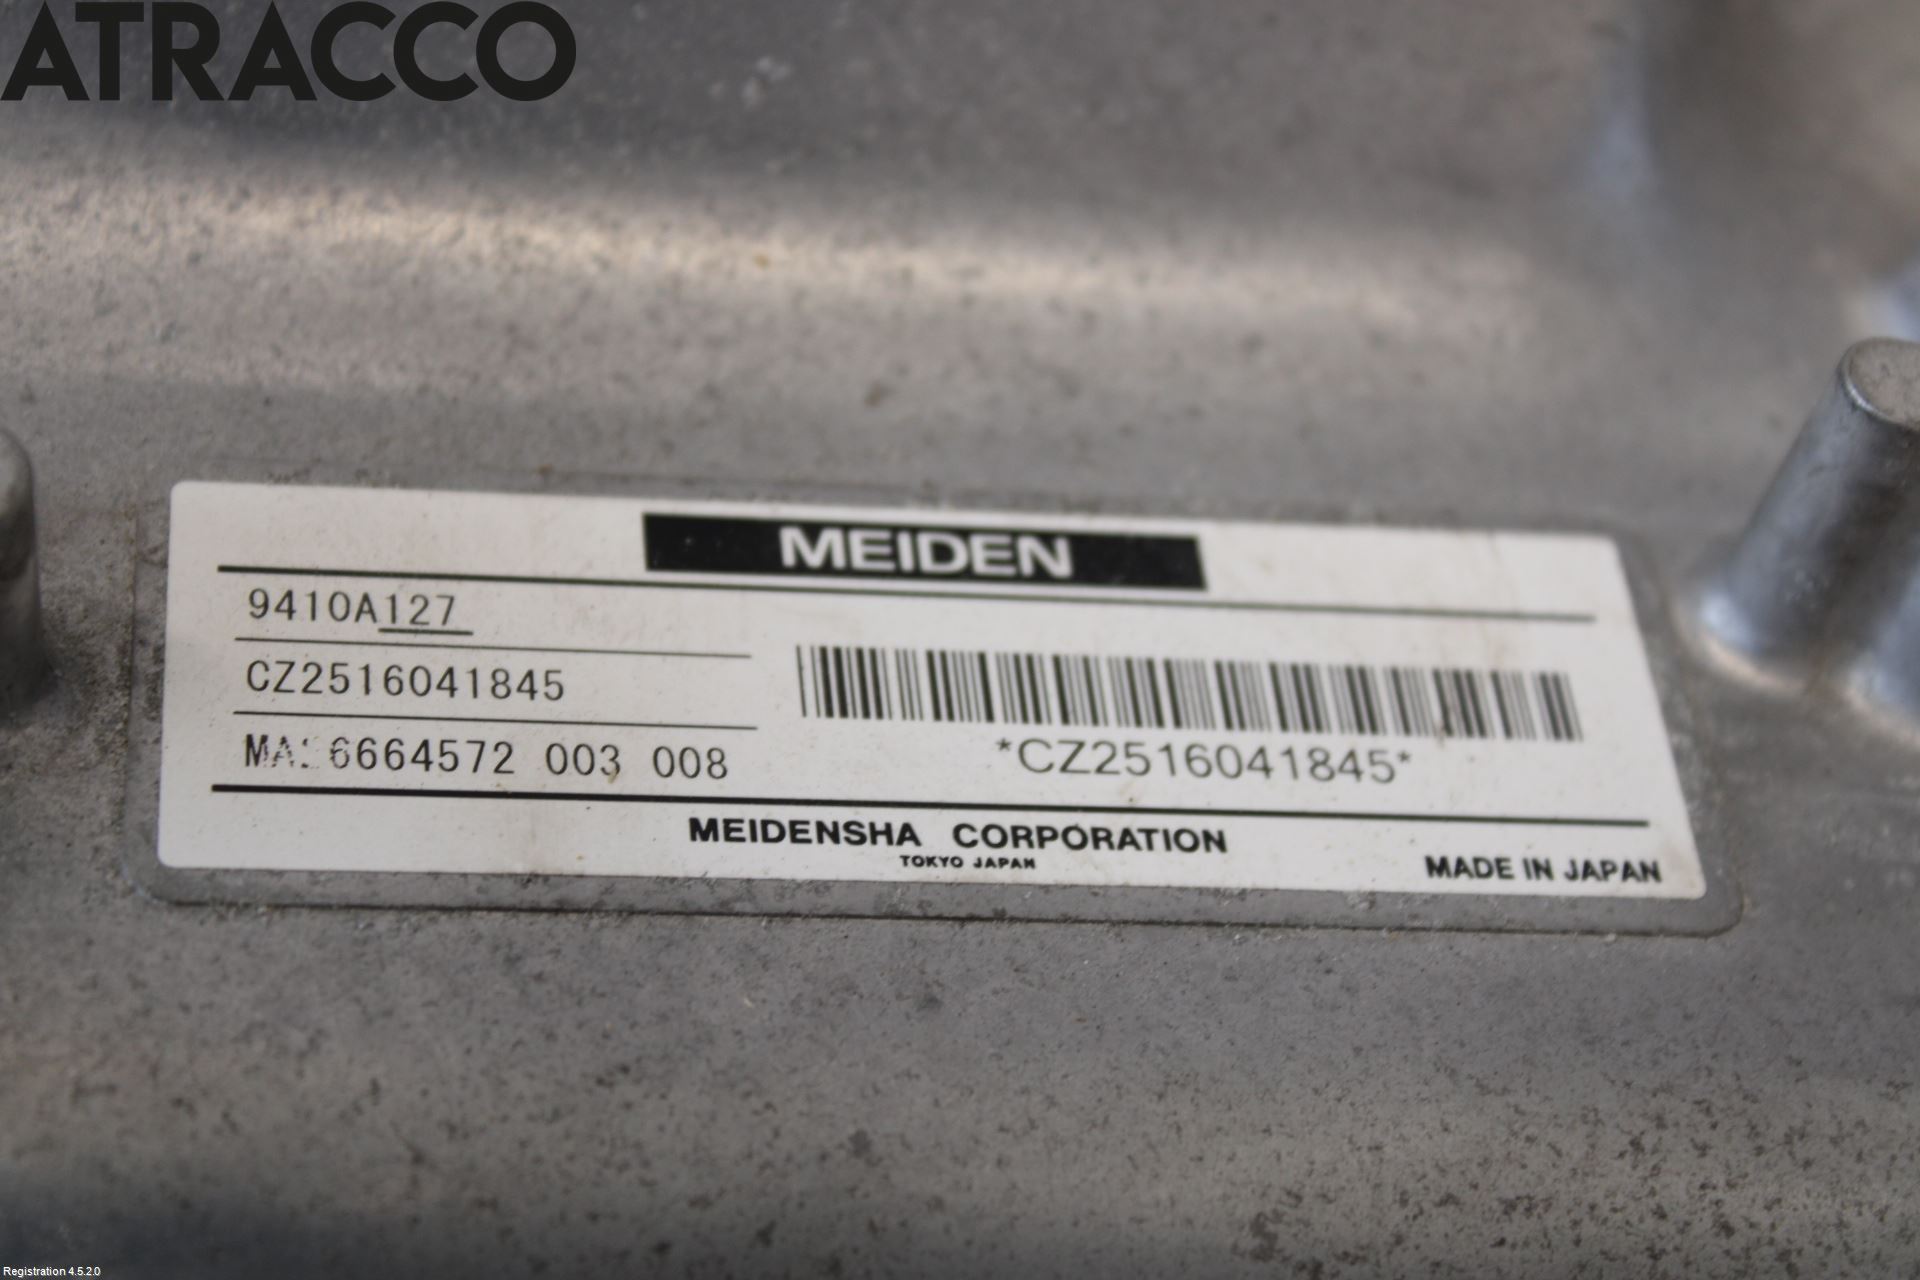 ATRACCO
MEIDEN
9410A127
CZ2516041845
6664572 003 008
*CZ2516041845*
MEIDENSHA CORPORATION
TOKYO JAPAN
MADE IN JAPAN
Registration 4.5.2.0